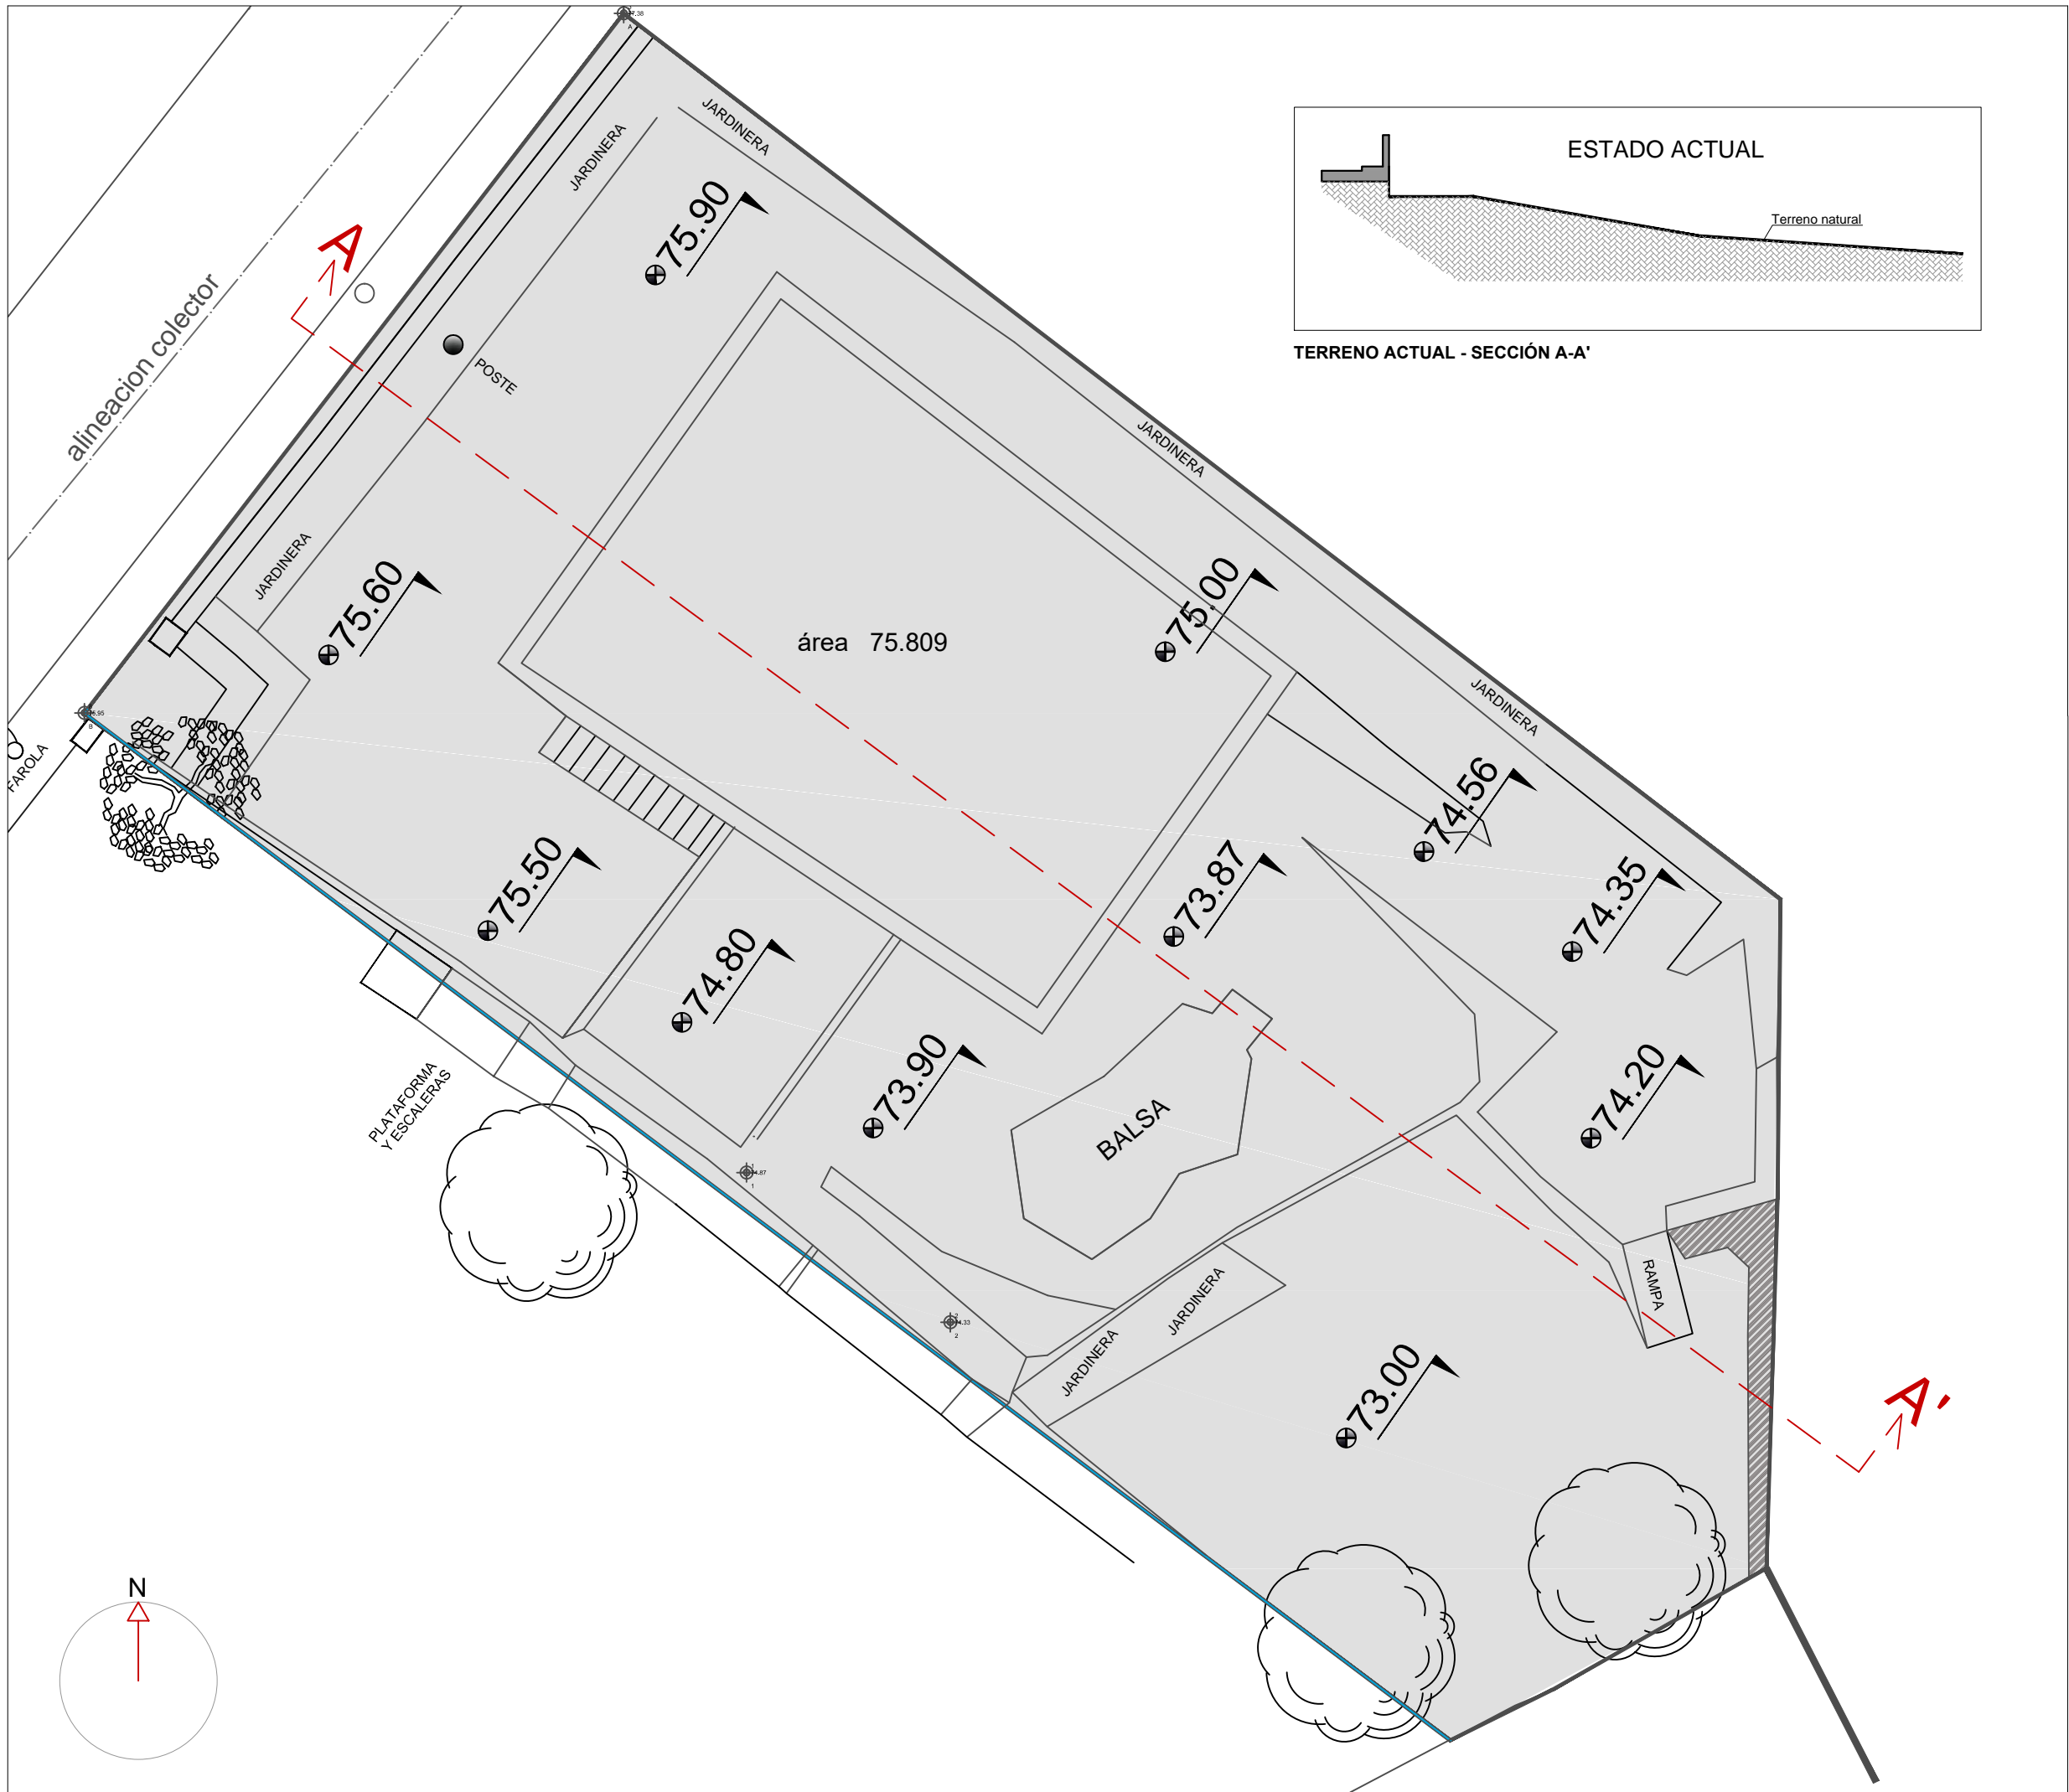 A
JARDINERA
JARDINERA
ESTADO ACTUAL
Terreno natural
TERRENO ACTUAL - SECCIÓN A-A'
75.90
A
alineacion colector
POSTE
JARDINERA
JARDINERA
75.60
75.00
área 75.809
JARDINERA
B
FAROLA
74.56
75.50
73.87
74.35
74.80
73.90
74.20
PLATAFORMA
Y ESCALERAS
BALSA
1
RAMPA
JARDINERA
2
JARDINERA
73.00
A'
N